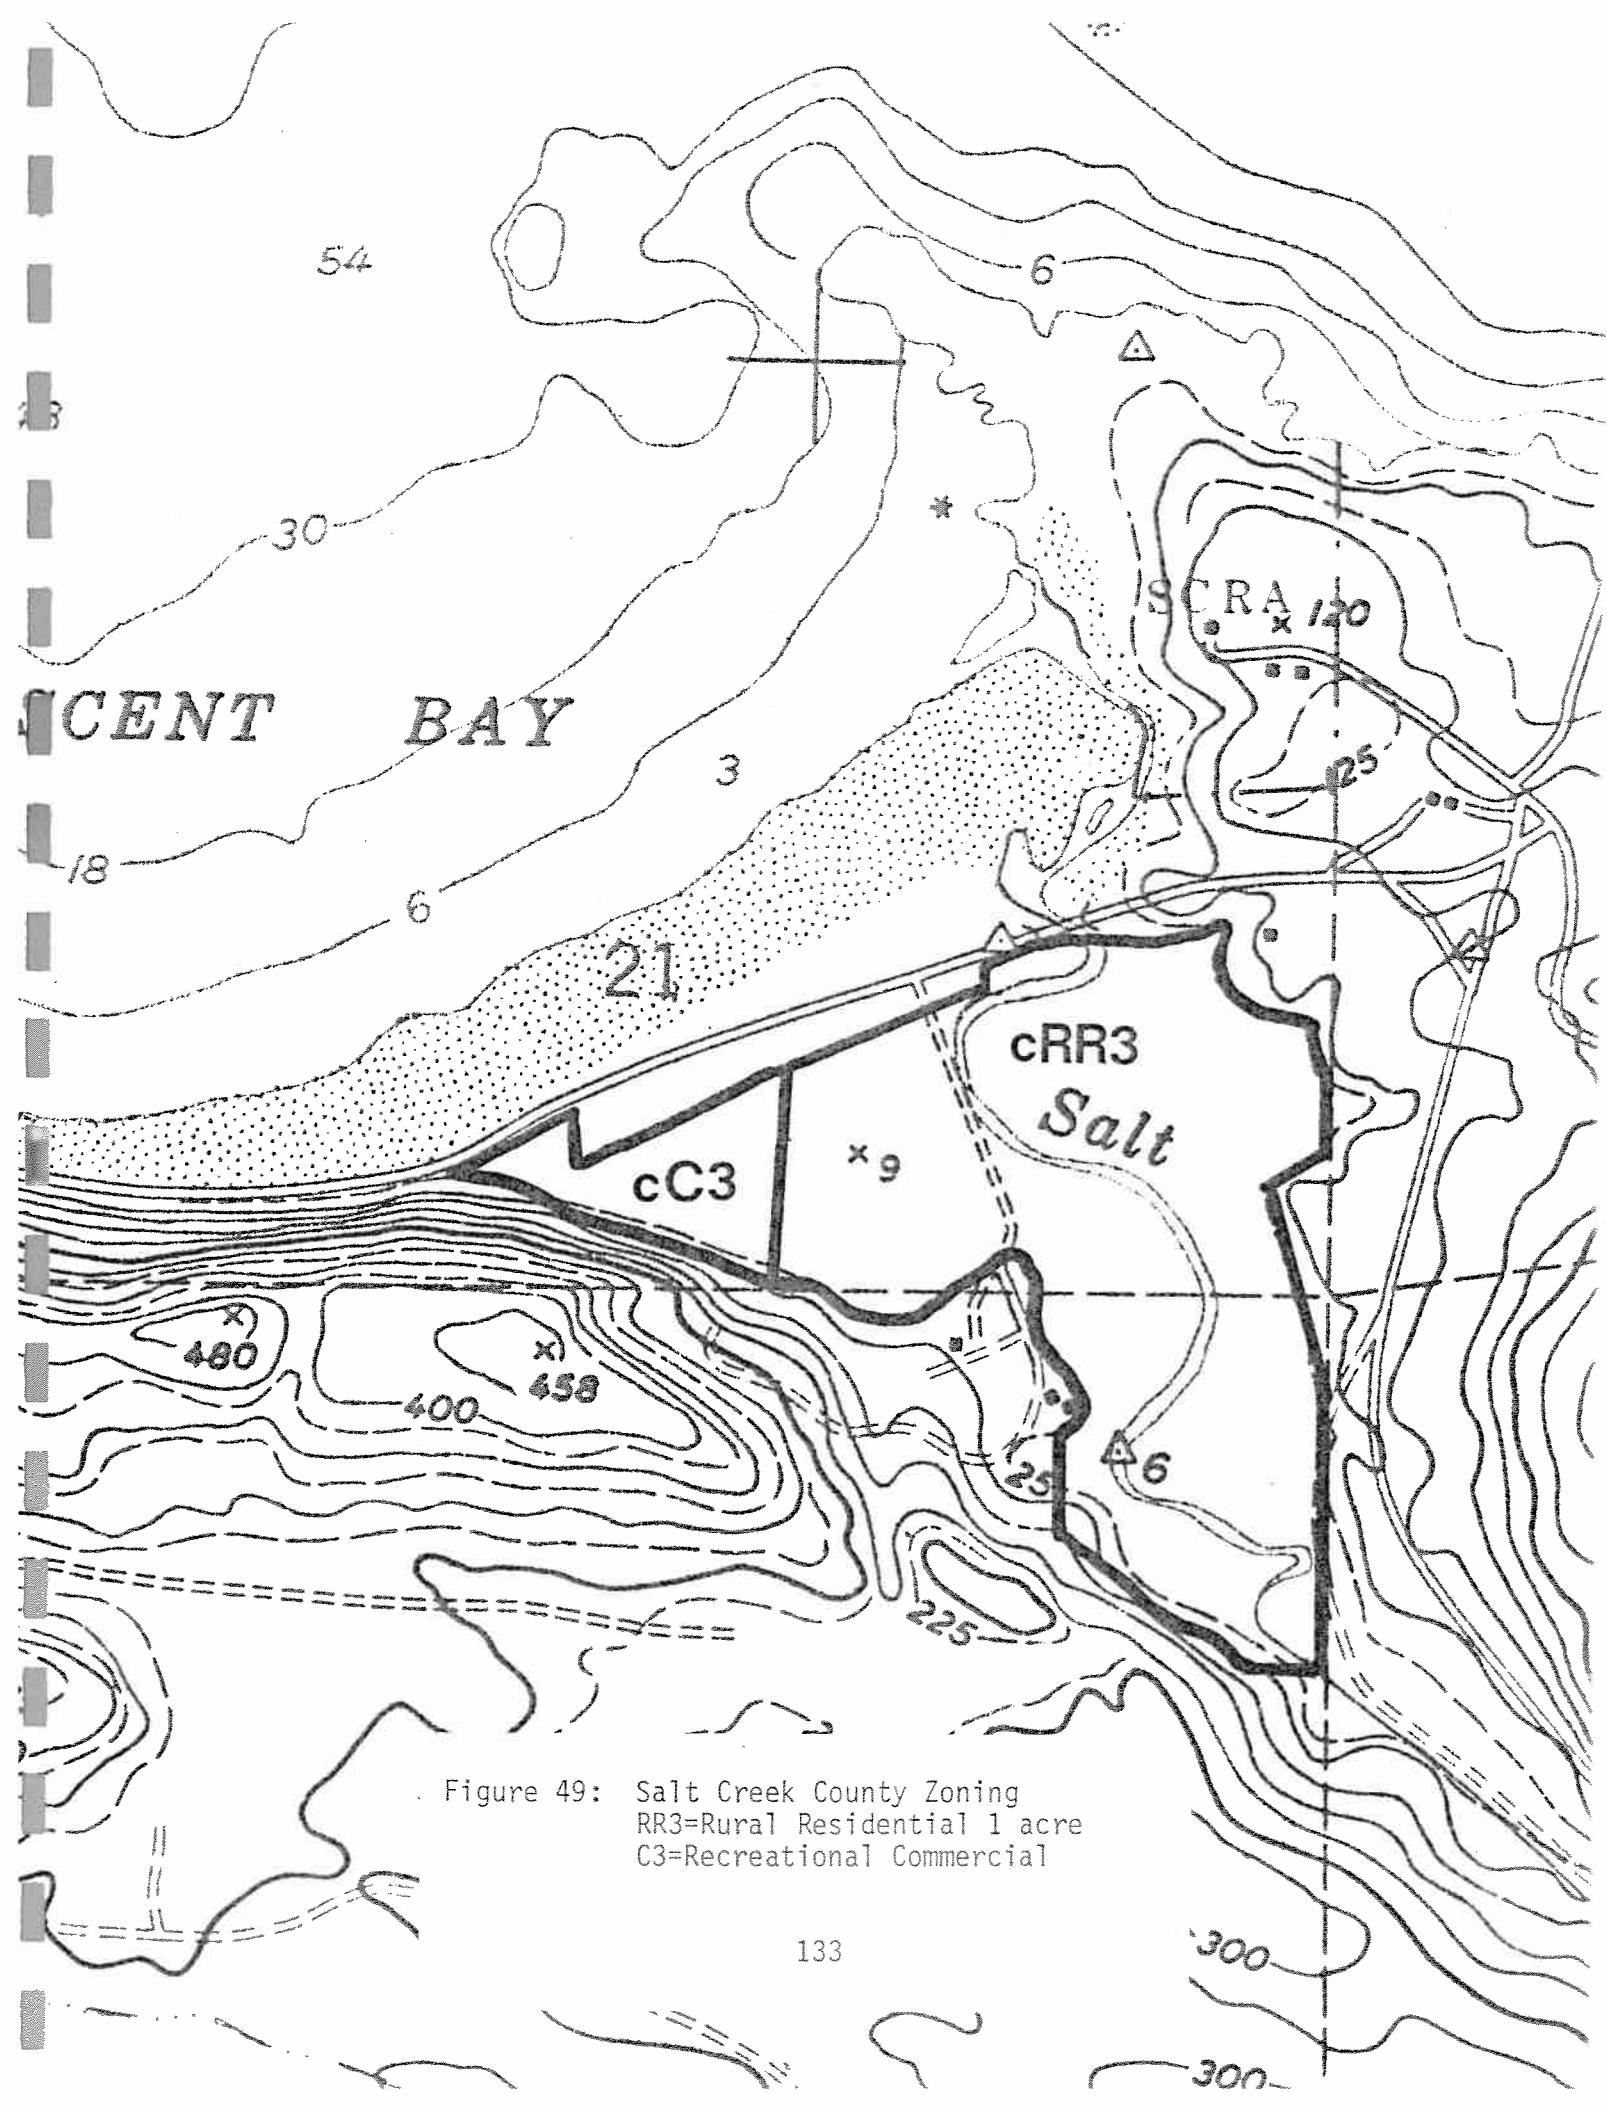 54
6
30
SCRA
120
CENT BAY
3
25
18
6
21
cRR3
Salt
cC3
9
480
458
400
6
25
225
Figure 49: Salt Creek County Zoning
RR3=Rural Residential 1 acre
C3=Recreational Commercial
133
300
300